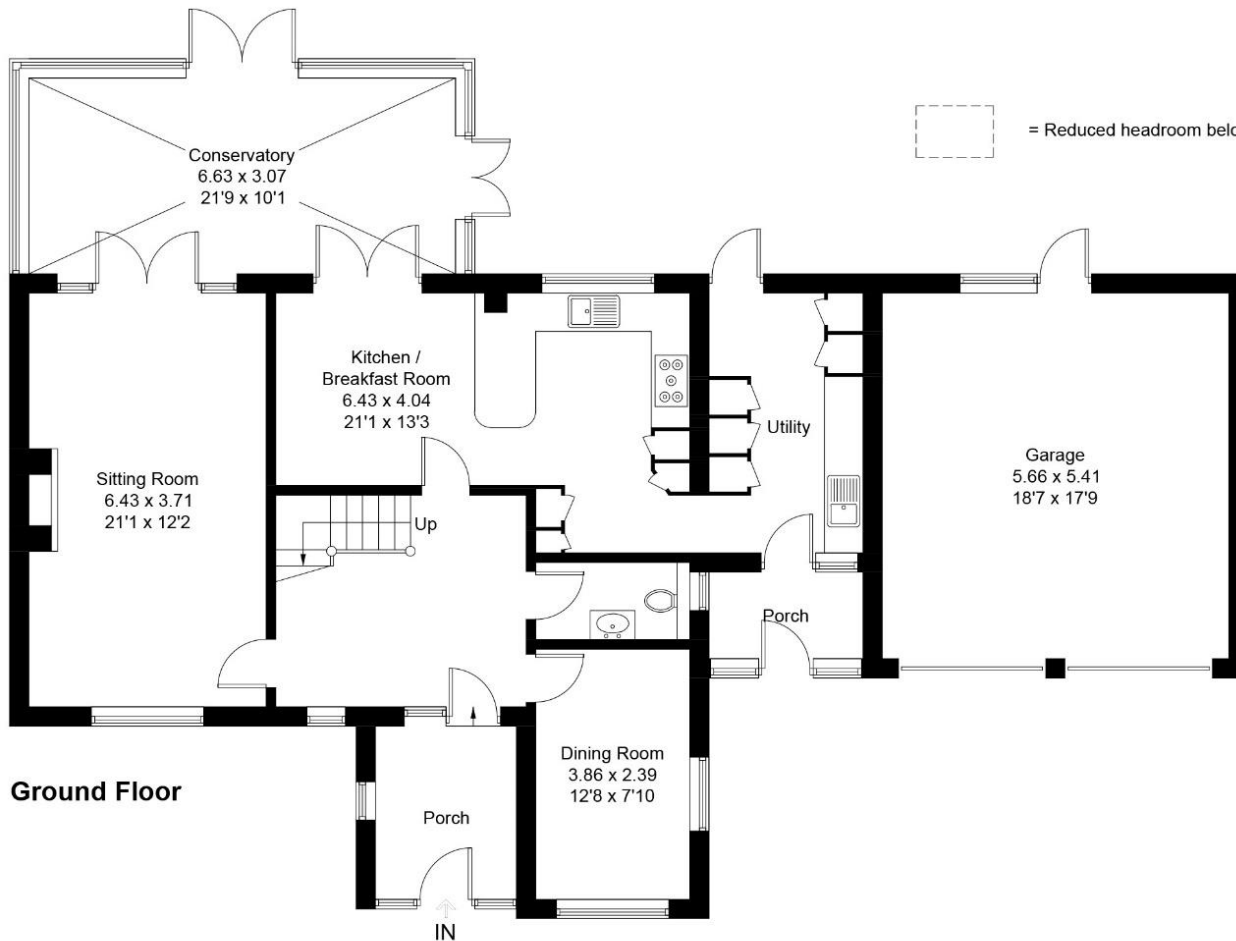 Conservatory
6.63 x 3.07
21'9 x 10'1
= Reduced headroom belo
Kitchen /
Breakfast Room
6.43 x 4.04
21'1 x 13'3
Utility
Garage
5.66 x 5.41
18'7 x 17'9
Sitting Room
6.43 x 3.71
21'1 x 12'2
Up
Porch
Dining Room
3.86 x 2.39
12'8 x 7'10
Ground Floor
Porch
IN